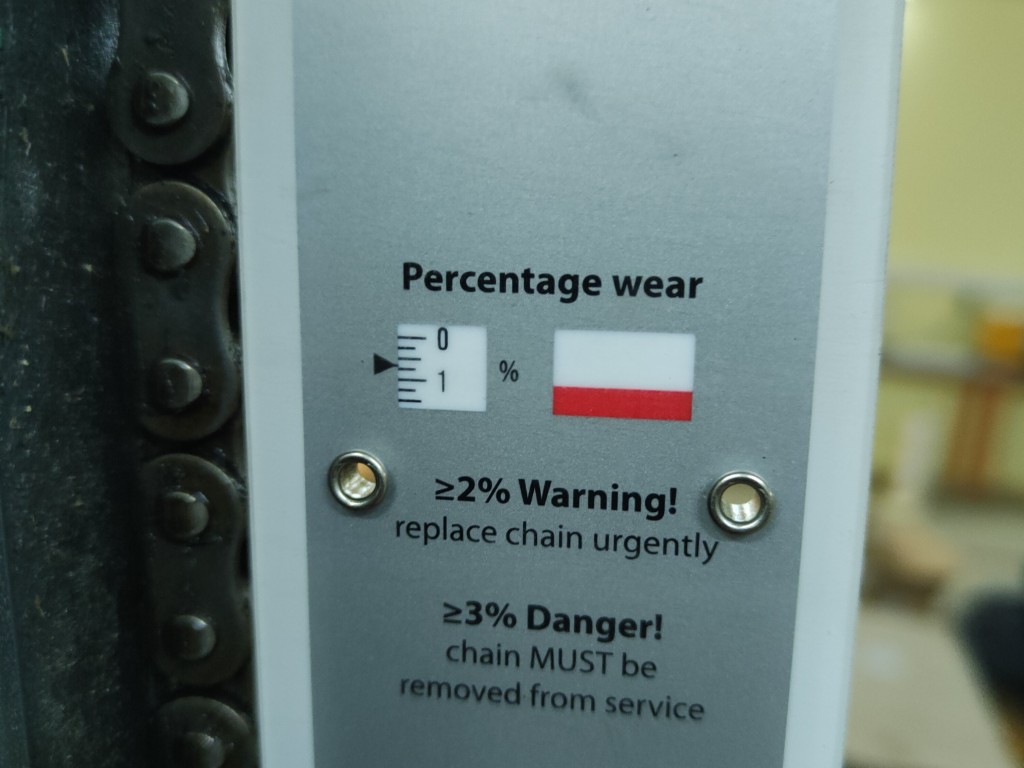 Percentage wear
0
1
%
≥2% Warning!
replace chain urgently
≥3% Danger!
chain MUST be
removed from service